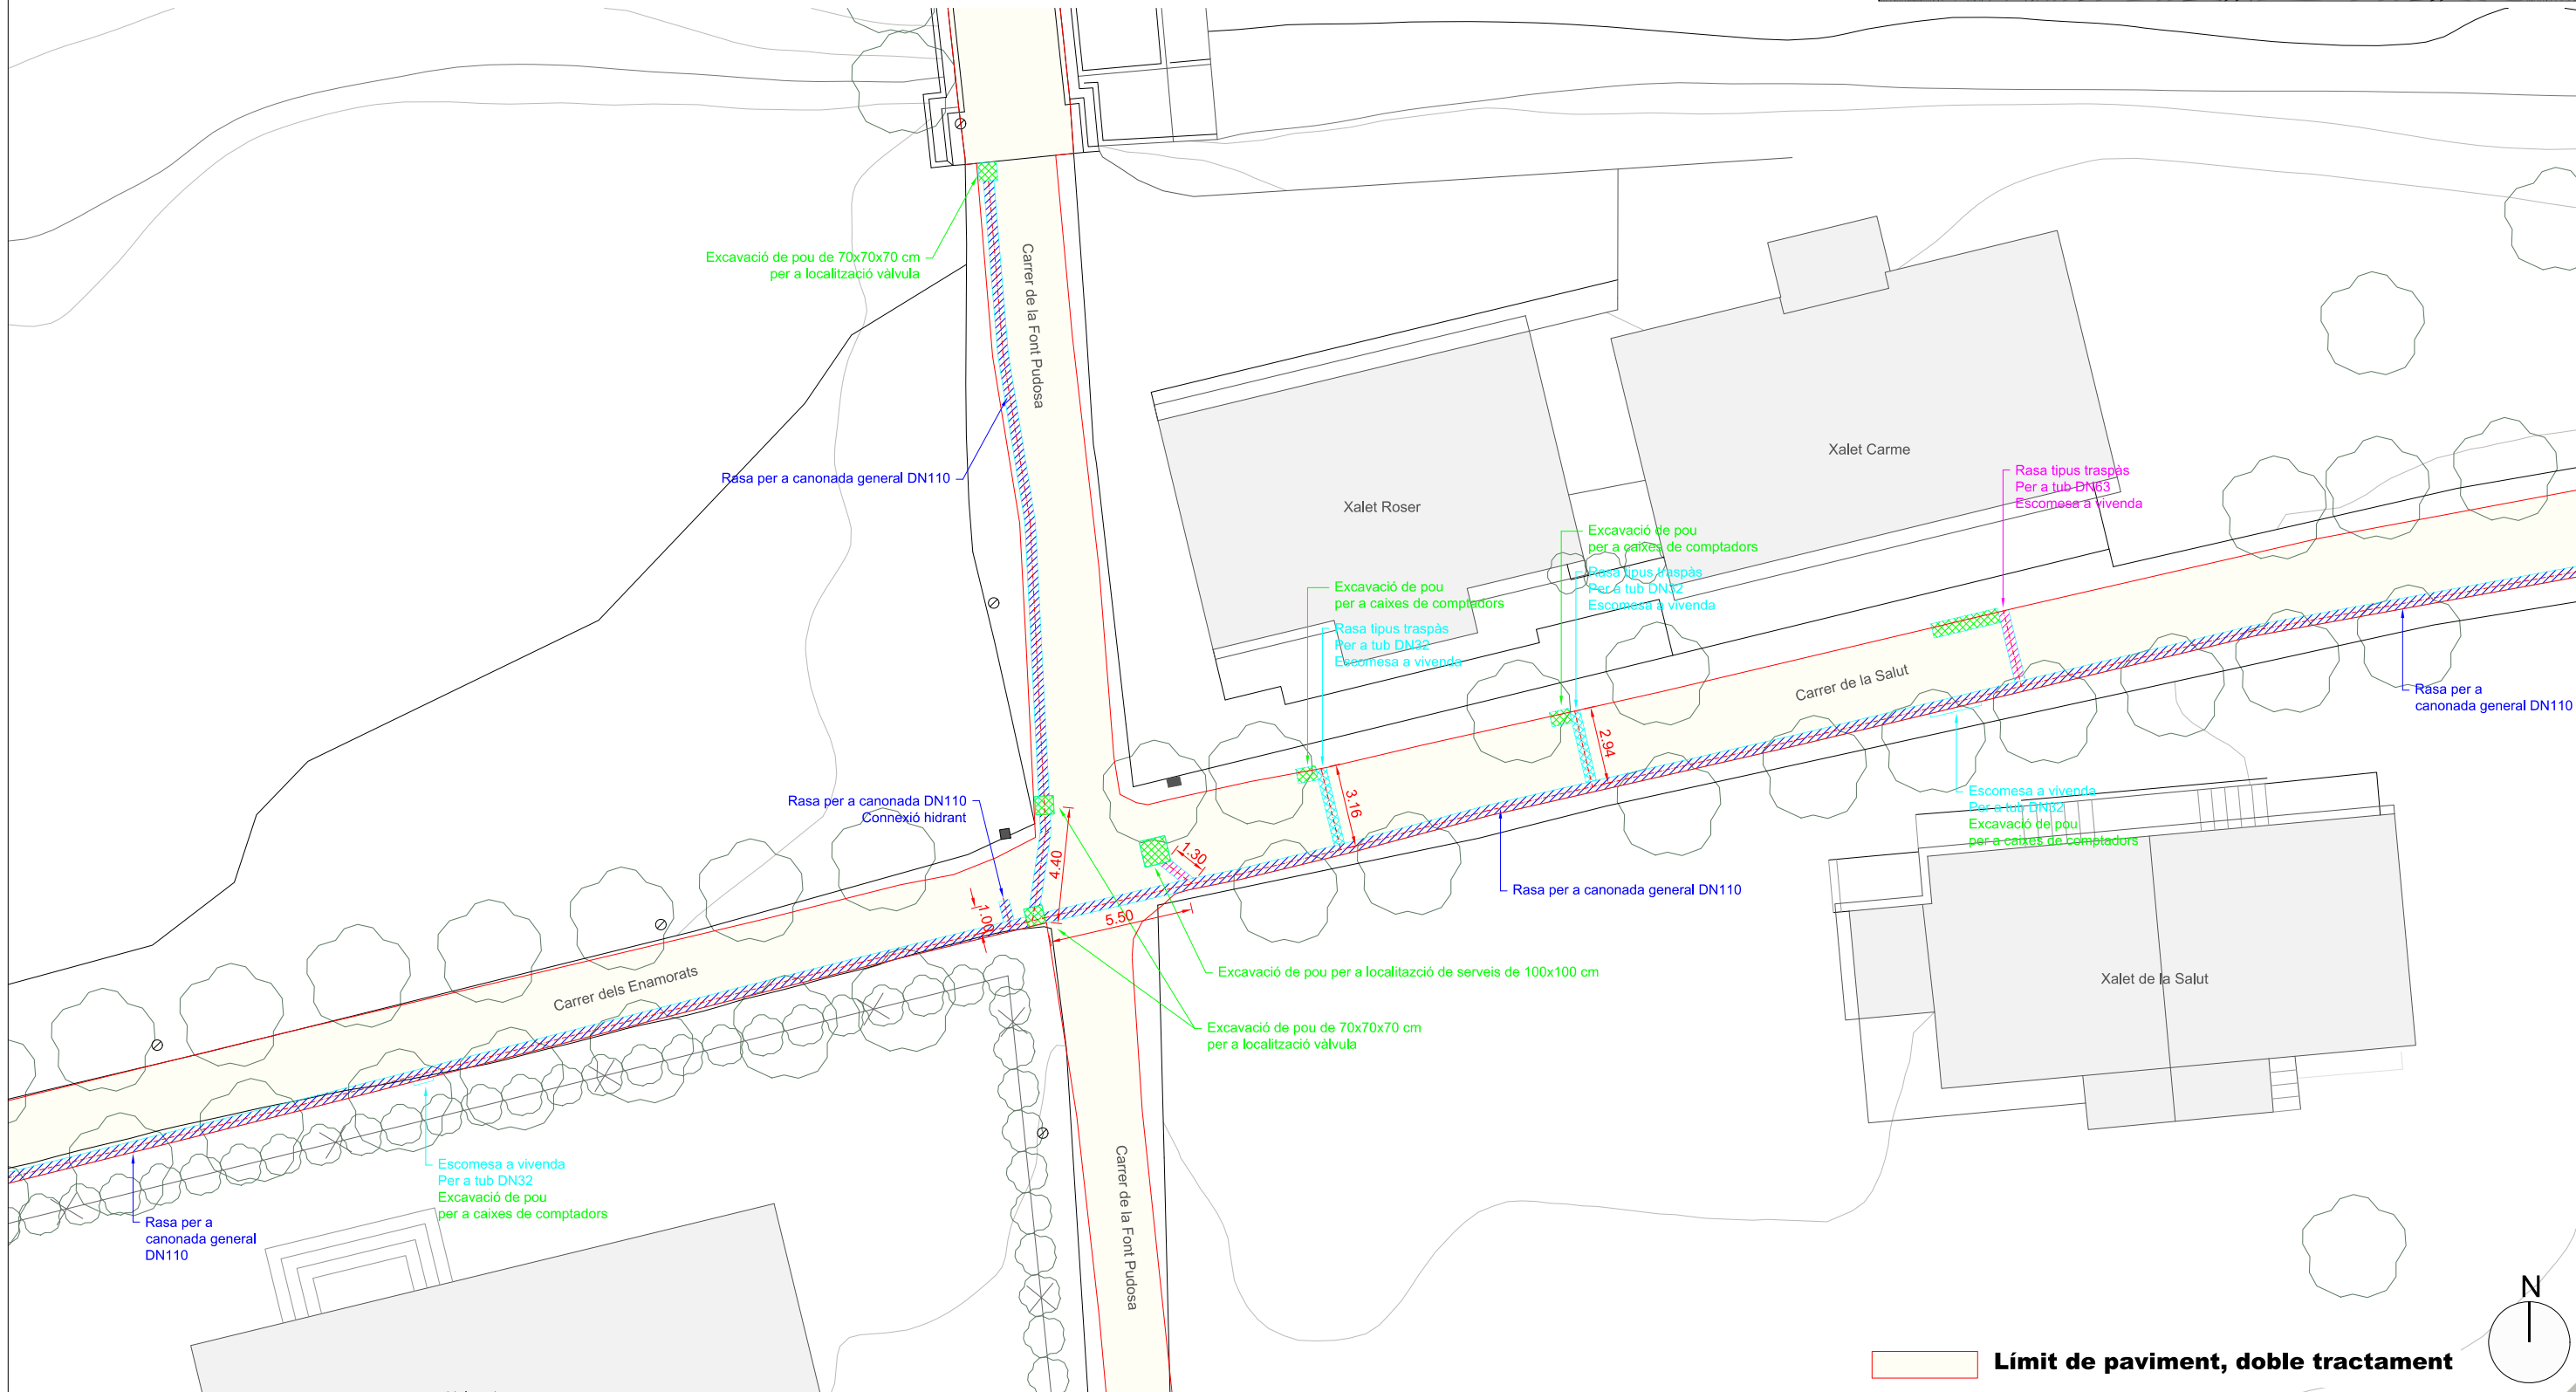 Excavació de pou de 70x70x70 cm
per a localització vàlvula
Carrer de la Font Pudosa
Rasa per a canonada general DN110
Xalet Roser
Xalet Carme
Rasa tipus traspàs
Per a tub DN63
Escomesa a vivenda
Excavació de pou
per a caixes de comptadors
Rasa tipus traspàs
Per a tub DN32
Escomesa a vivenda
Excavació de pou
per a caixes de comptadors
Rasa tipus traspàs
Per a tub DN32
Escomesa a vivenda
Carrer de la Salut
Rasa per a
canonada general DN110
2.94
3.16
Rasa per a canonada DN110
Connexió hidrant
1.30
4.40
1.00
5.50
Escomesa a vivenda
Per a tub DN32
Excavació de pou
per a caixes de comptadors
Rasa per a canonada general DN110
Excavació de pou per a localitazció de serveis de 100x100 cm
Carrer dels Enamorats
Xalet de la Salut
Excavació de pou de 70x70x70 cm
per a localització vàlvula
Carrer de la Font Pudosa
Escomesa a vivenda
Per a tub DN32
Excavació de pou
per a caixes de comptadors
Rasa per a
canonada general
DN110
N
Límit de paviment, doble tractament